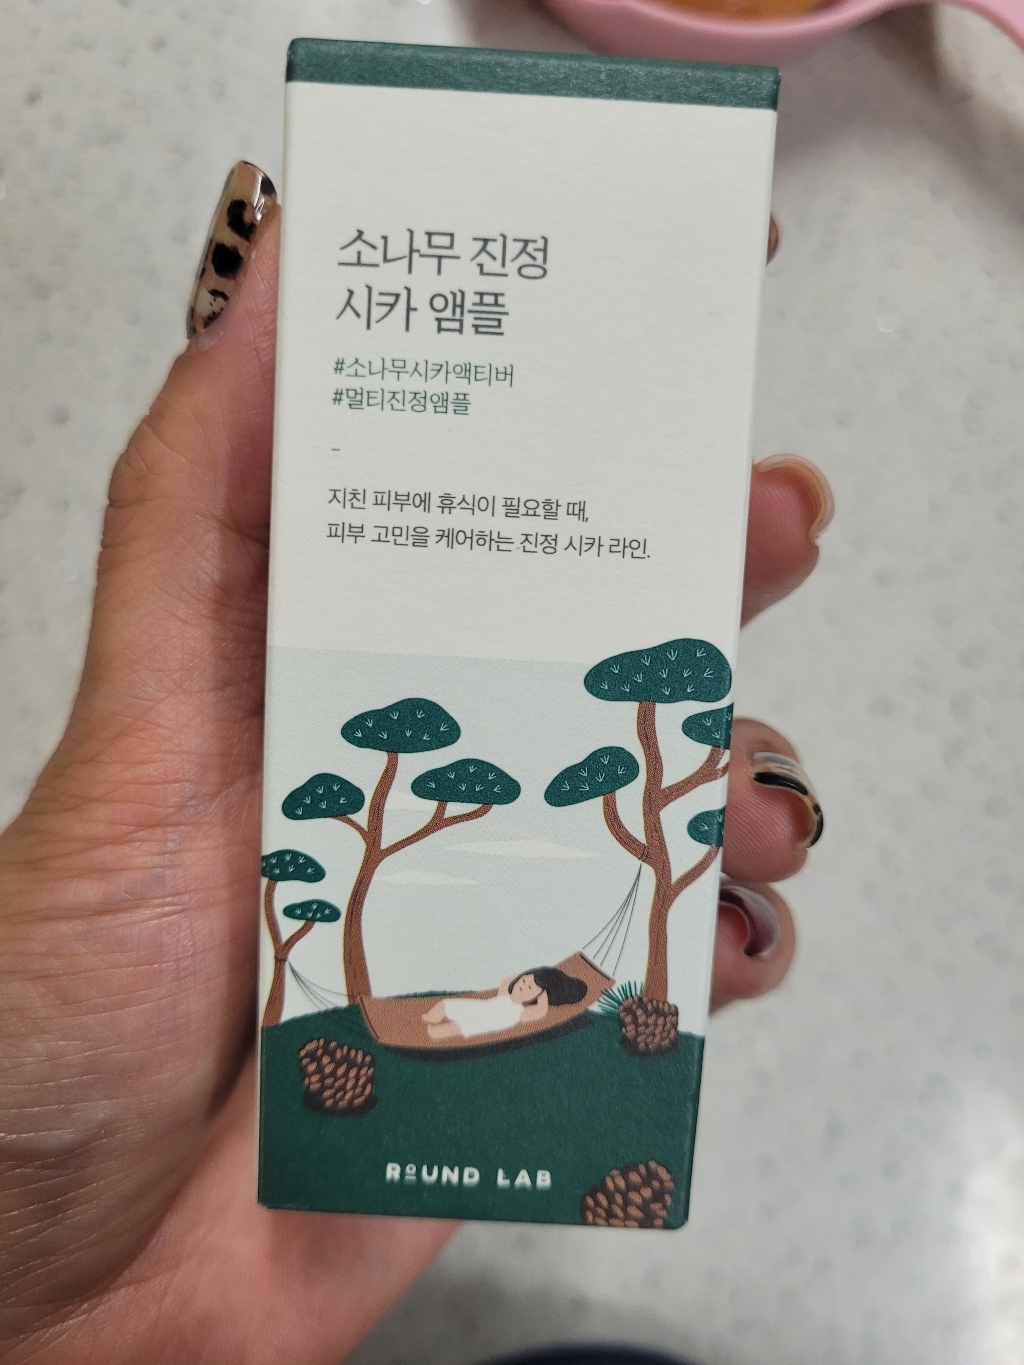 소나무 진정
시카 앰플
#소나무시카액티버
#멀티진정앰플
-
지친 피부에 휴식이 필요할 때,
피부 고민을 케어하는 진정 시카 라인.
ROUND LAB